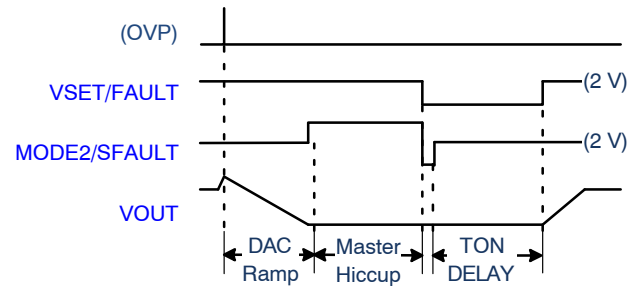 (OVP)
VSET/FAULT
(2 V)
MODE2/SFAULT
(2 V)
VOUT
DAC Ramp
Master Hiccup
TON DELAY